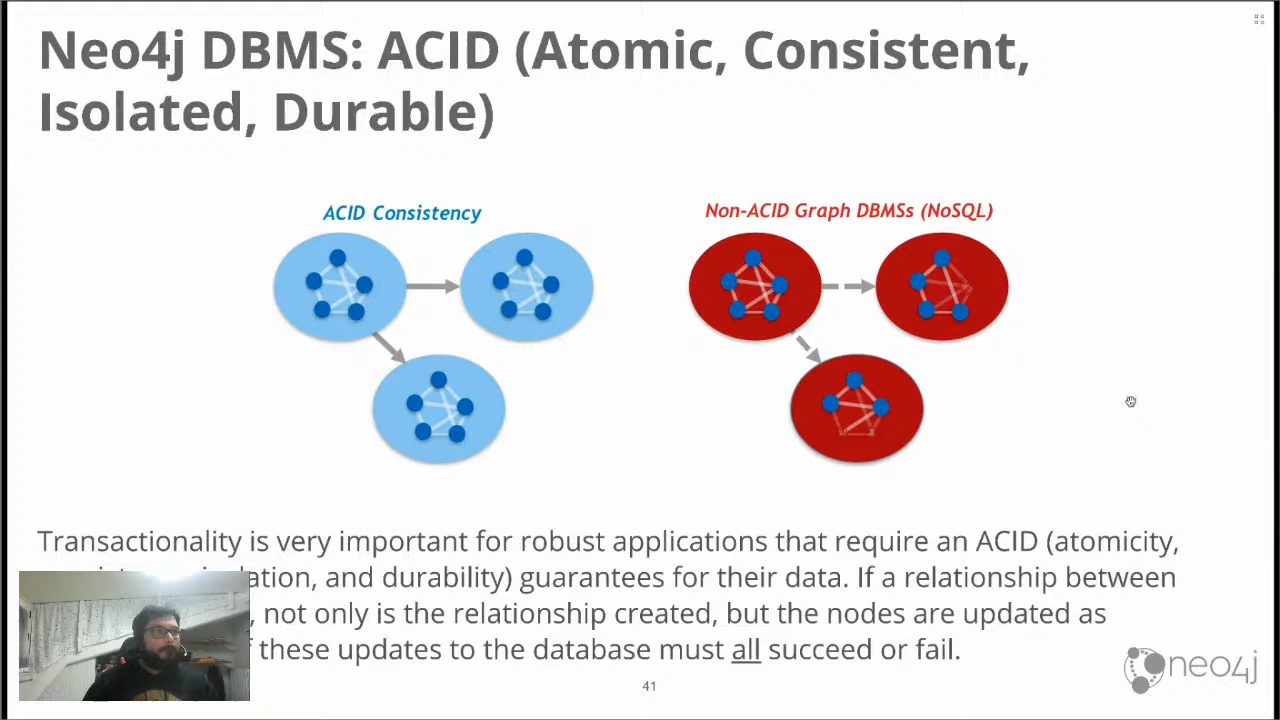 Neo4j DBMS: ACID (Atomic, Consistent,
Isolated, Durable)
ACID Consistency
Non-ACID Graph DBMSs (NoSQL)
Transactionality is very important for robust applications that require an ACID (atomicity,
and durability) guarantees for their data. If a relationship between
not only is the relationship created, but the nodes are updated as
these updates to the database must all succeed or fail.
41
neo4j